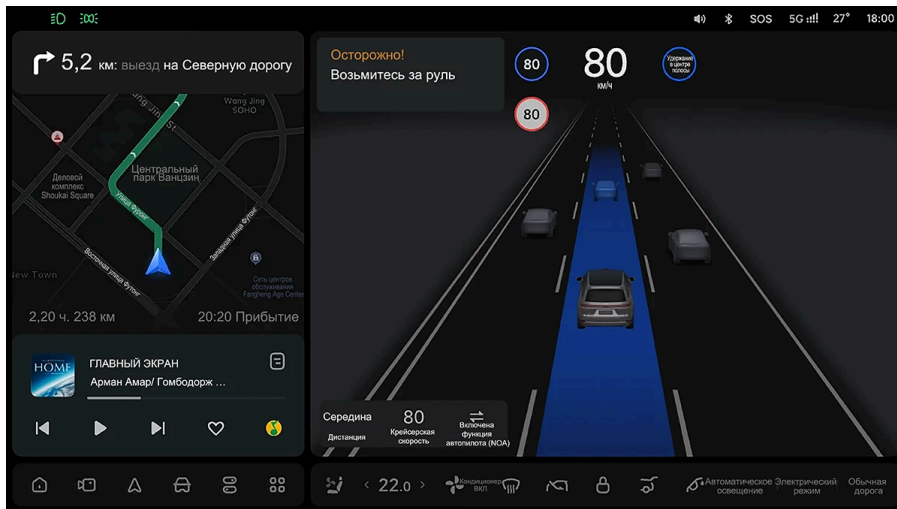 SOS 5G 27° 18:00
5,2 км: выезд на Северную дорогу
Осторожно!
Возьмитесь за руль
80
80
км/ч
Удержание
в центре
полосы
80
Wang Jing
SOHO
Центральный
парк Ванцзин
Деловой
комплекс
Shoukai Square
Улица Фуронг
Западная улица Футонг
Восточная улица Футонг
Сеть центров
обслуживания
Fangheng Age Center
2,20 ч. 238 км
20:20 Прибытие
HOME
ГЛАВНЫЙ ЭКРАН
Арман Амар/ Гомбодорж ...
Середина
Дистанция
80
Крейсерская
скорость
Включена
функция
автопилота (NOA)
22.0
Кондиционер
ВКЛ.
Автоматическое
освещение
Электрический
режим
Обычная
дорога